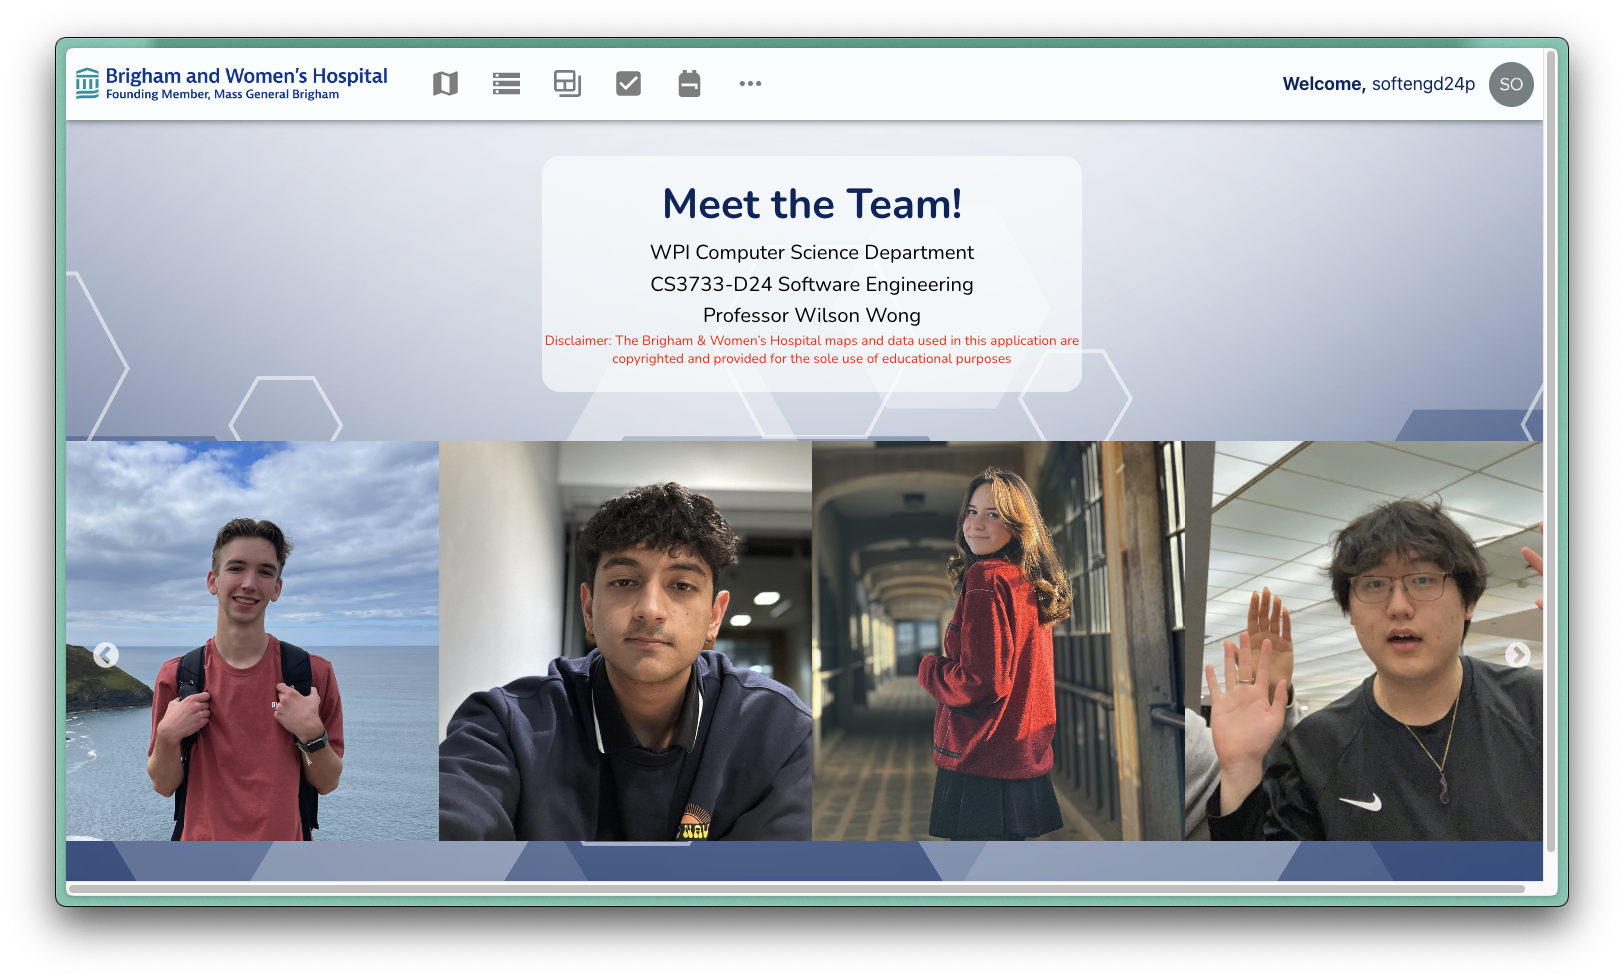 Brigham and Women's Hospital
Founding Member, Mass General Brigham
Welcome, softengd24p
SO
Meet the Team!
WPI Computer Science Department
CS3733-D24 Software Engineering
Professor Wilson Wong
Disclaimer: The Brigham & Women's Hospital maps and data used in this application are
copyrighted and provided for the sole use of educational purposes